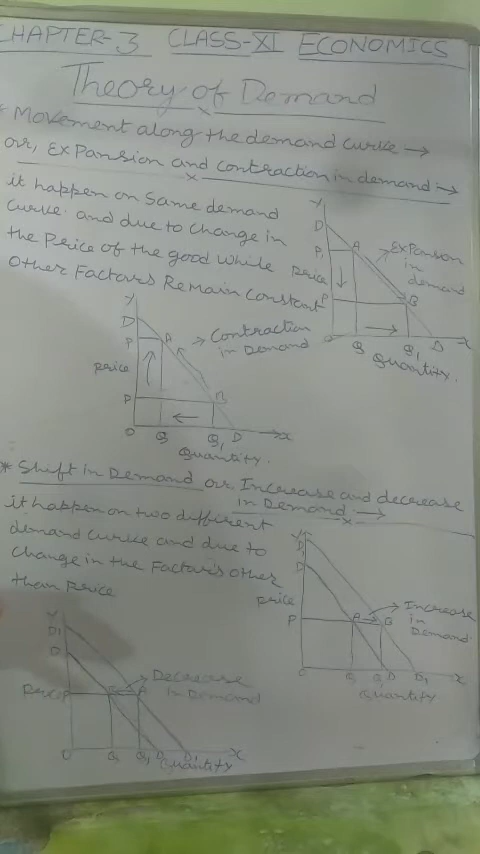 CHAPTER-3 CLASS-XI ECONOMICS
Theory of Demand
* Movement along the demand curve →
or, Expansion and contraction in demand →
it happen on same demand
curve. and due to change in
the Price of the good while
Other Factors Remain Constant
Y
D
P1
A
Expansion
in
demand
price
P
B
O
Q
Q1
D
X
Quantity.
Y
D
P
A
→ Contraction
in Demand
price
P
B
O
Q
Q1
D
X
Quantity.
* Shift in Demand or Increase and decrease
in Demand →
it happen on two different
demand curve and due to
change in the Factors other
than price
Y
D1
D
price
P
A
B
Increase
in
Demand
O
Q
Q1
D
D1
X
Quantity
Y
D1
D
price
P
B
A
Decrease
in Demand
O
Q
Q1
D
D1
X
Quantity